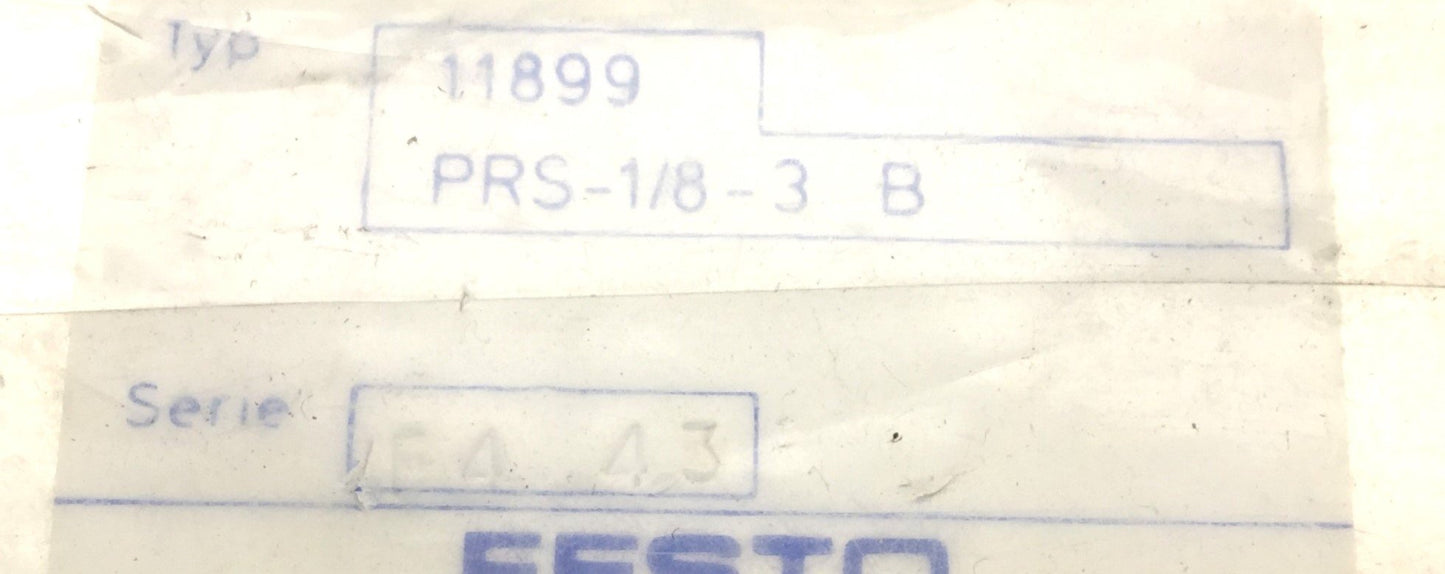 Typ
11899
PRS-1/8-3 B
Serie
FESTO